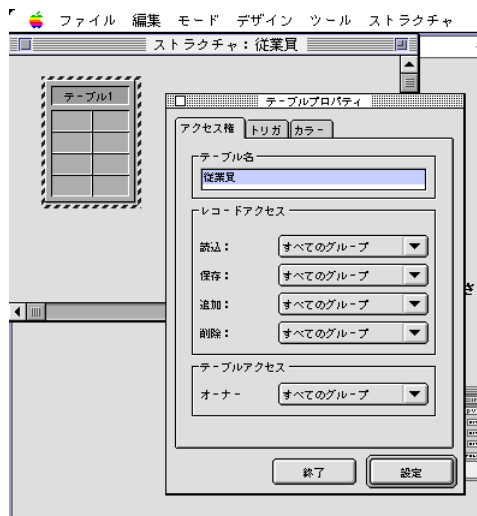 ファイル 編集 モード デザイン ツール ストラクチャ
ストラクチャ：従業員
テーブル1
テーブルプロパティ
アクセス権 トリガ カラー
テーブル名
従業員
レコードアクセス
読込： すべてのグループ
保存： すべてのグループ
追加： すべてのグループ
削除： すべてのグループ
テーブルアクセス
オーナー すべてのグループ
終了 設定
さ